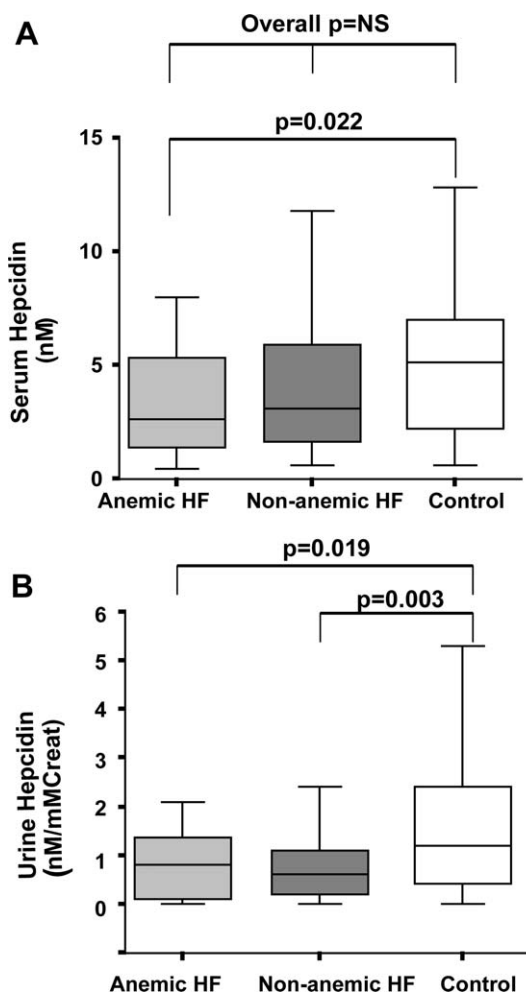 A
Overall p=NS
p=0.022
15
10
5
0
Serum Hepcidin
(nM)
Anemic HF Non-anemic HF Control
B
p=0.019
p=0.003
6
5
4
3
2
1
0
Urine Hepcidin
(nM/mMCreat)
Anemic HF Non-anemic HF Control